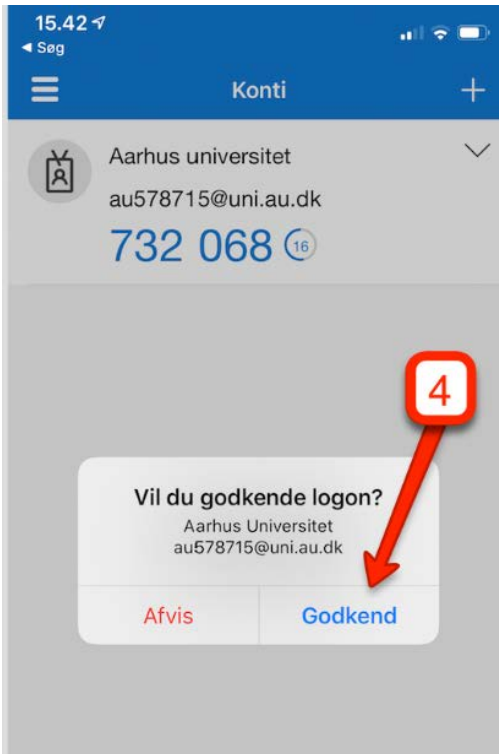 15.42
Søg
Konti
Aarhus universitet
au578715@uni.au.dk
732 068 16
4
Vil du godkende logon?
Aarhus Universitet
au578715@uni.au.dk
Afvis Godkend